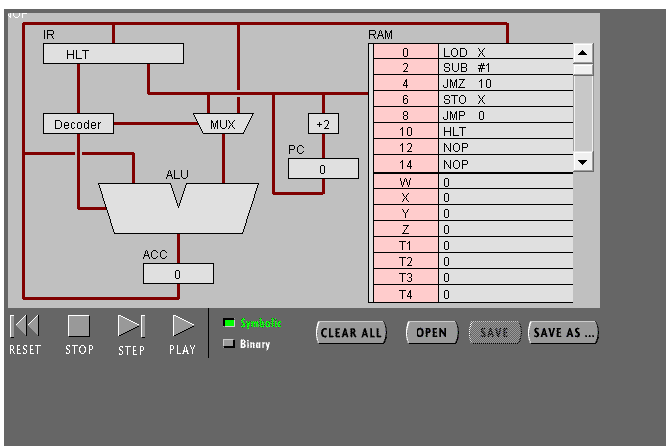 NOP
IR
HLT
Decoder
MUX
+2
PC
0
ALU
ACC
0
RAM
0 LOD X
2 SUB #1
4 JMZ 10
6 STO X
8 JMP 0
10 HLT
12 NOP
14 NOP
W 0
X 0
Y 0
Z 0
T1 0
T2 0
T3 0
T4 0
RESET STOP STEP PLAY
Symbolic
Binary
CLEAR ALL OPEN SAVE SAVE AS ...